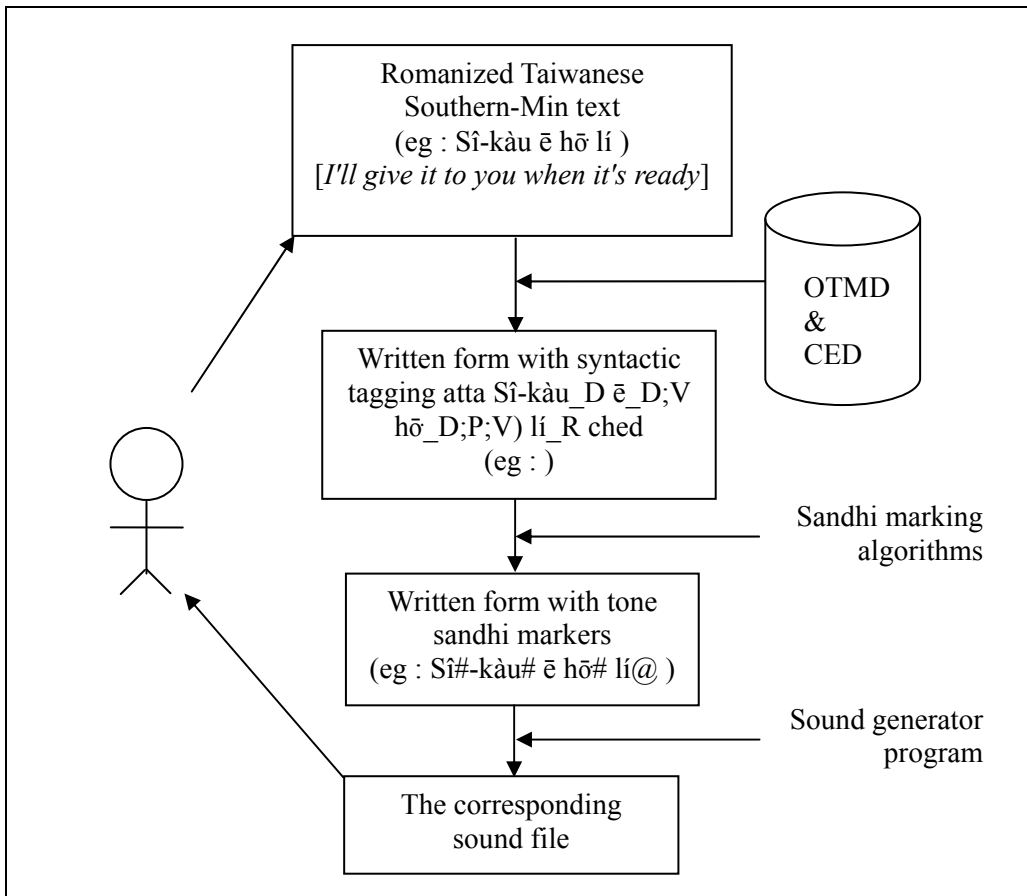 Romanized Taiwanese
Southern-Min text
(eg : Sî-kàu ē hō͘ lí )
[I'll give it to you when it's ready]
OTMD
&
CED
Written form with syntactic
tagging atta Sî-kàu_D ē_D;V
hō͘_D;P;V) lí_R ched
(eg : )
Sandhi marking
algorithms
Written form with tone
sandhi markers
(eg : Sî#-kàu# ē hō͘# lí@ )
Sound generator
program
The corresponding
sound file